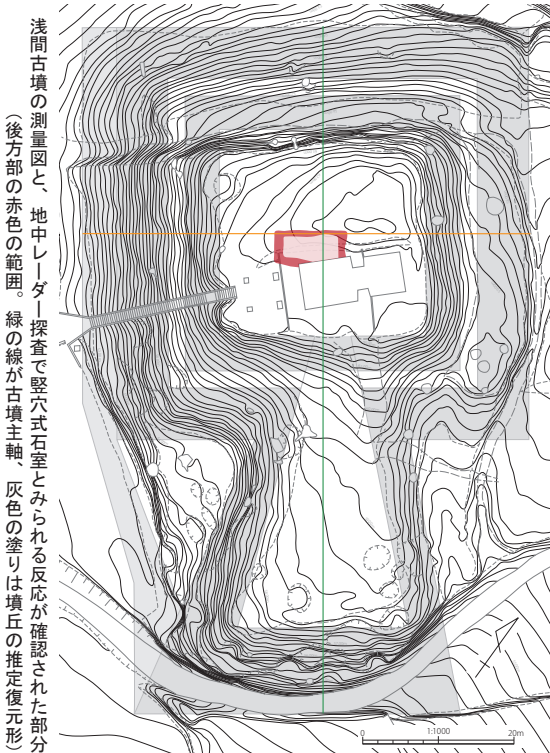 浅間古墳の測量図と、地中レーダー探査で竪穴式石室とみられる反応が確認された部分
（後方部の赤色の範囲。緑の線が古墳主軸、灰色の塗りは墳丘の推定復元形）
0 1:1000 20m